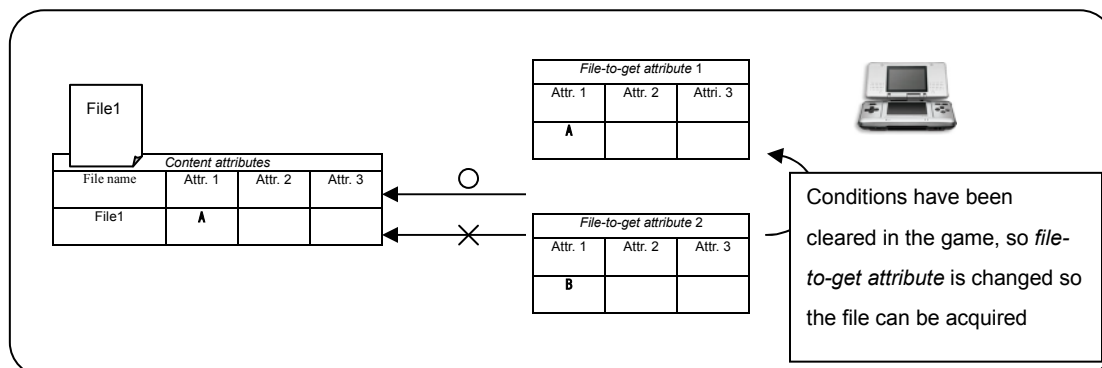 File1
Content attributes
File name Attr. 1 Attr. 2 Attr. 3
File1 A
File-to-get attribute 1
Attr. 1 Attr. 2 Attri. 3
A
File-to-get attribute 2
Attr. 1 Attr. 2 Attr. 3
B
Conditions have been
cleared in the game, so file-
to-get attribute is changed so
the file can be acquired